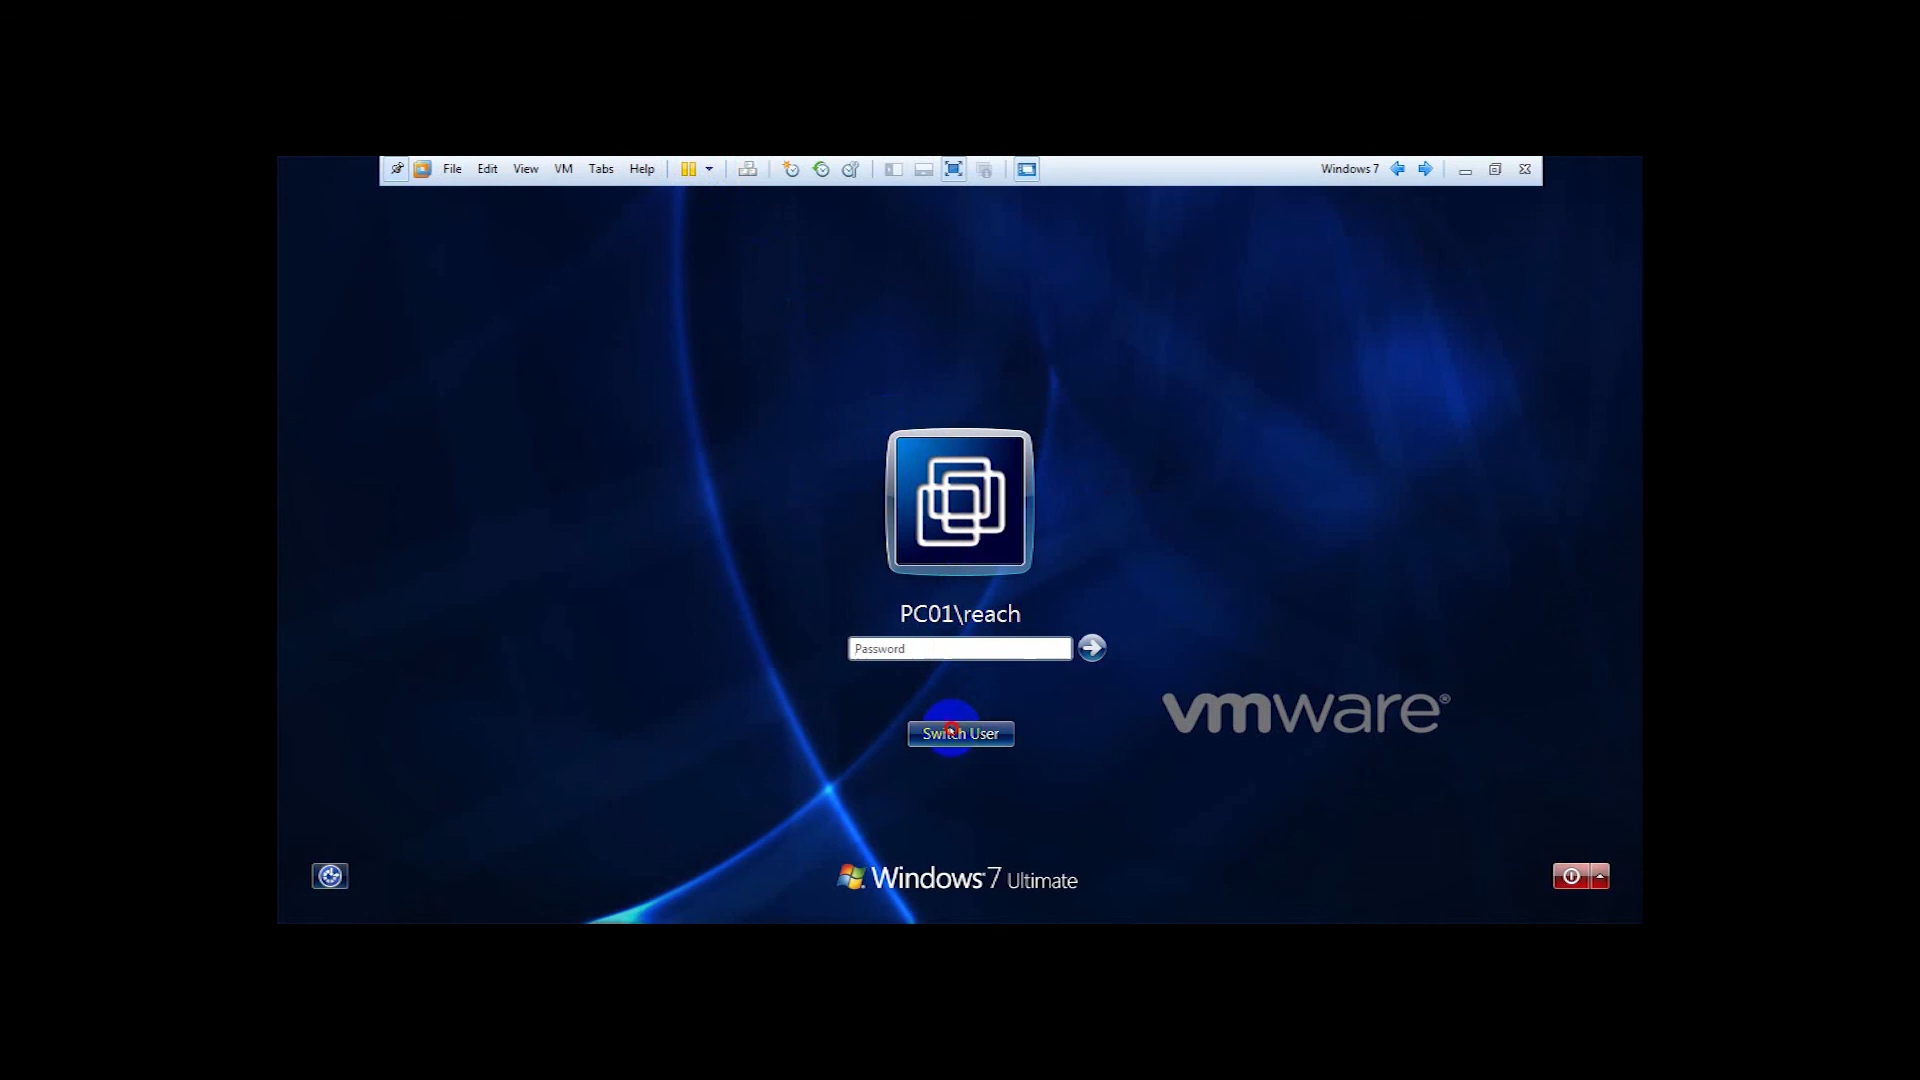 File Edit View VM Tabs Help Windows 7
PC01\reach
Password
Switch User
vmware®
Windows 7 Ultimate